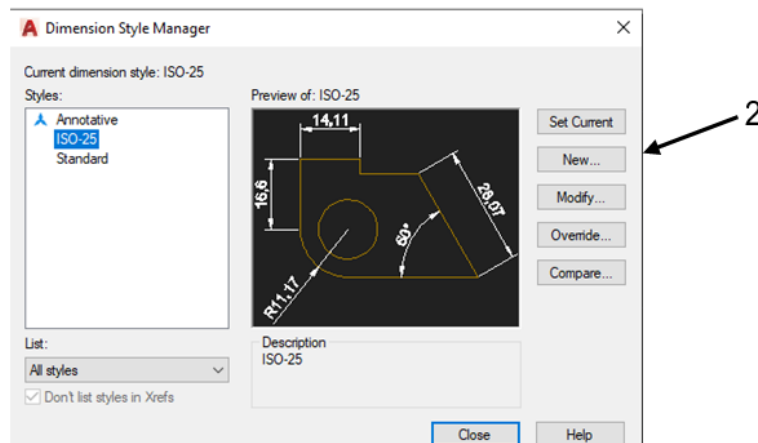 Dimension Style Manager
Current dimension style: ISO-25
Styles:
Annotative
ISO-25
Standard
Preview of: ISO-25
14,11
16,6
28,07
60°
R11,17
Set Current
New...
Modify...
Override...
Compare...
2
List:
All styles
Don't list styles in Xrefs
Description
ISO-25
Close
Help